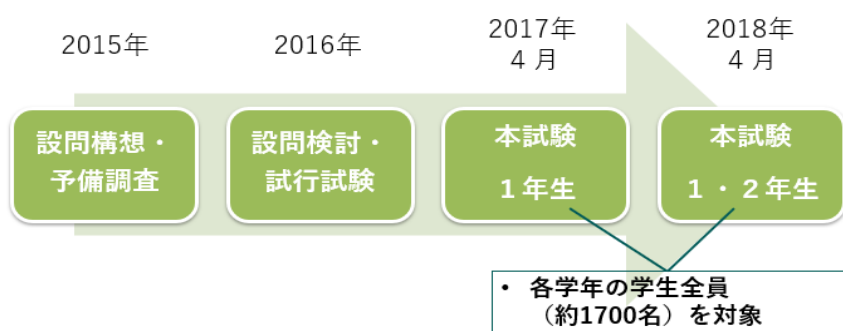 2015年
2016年
2017年
4月
2018年
4月
設問構想・
予備調査
設問検討・
試行試験
本試験
1年生
本試験
1・2年生
• 各学年の学生全員
（約1700名）を対象